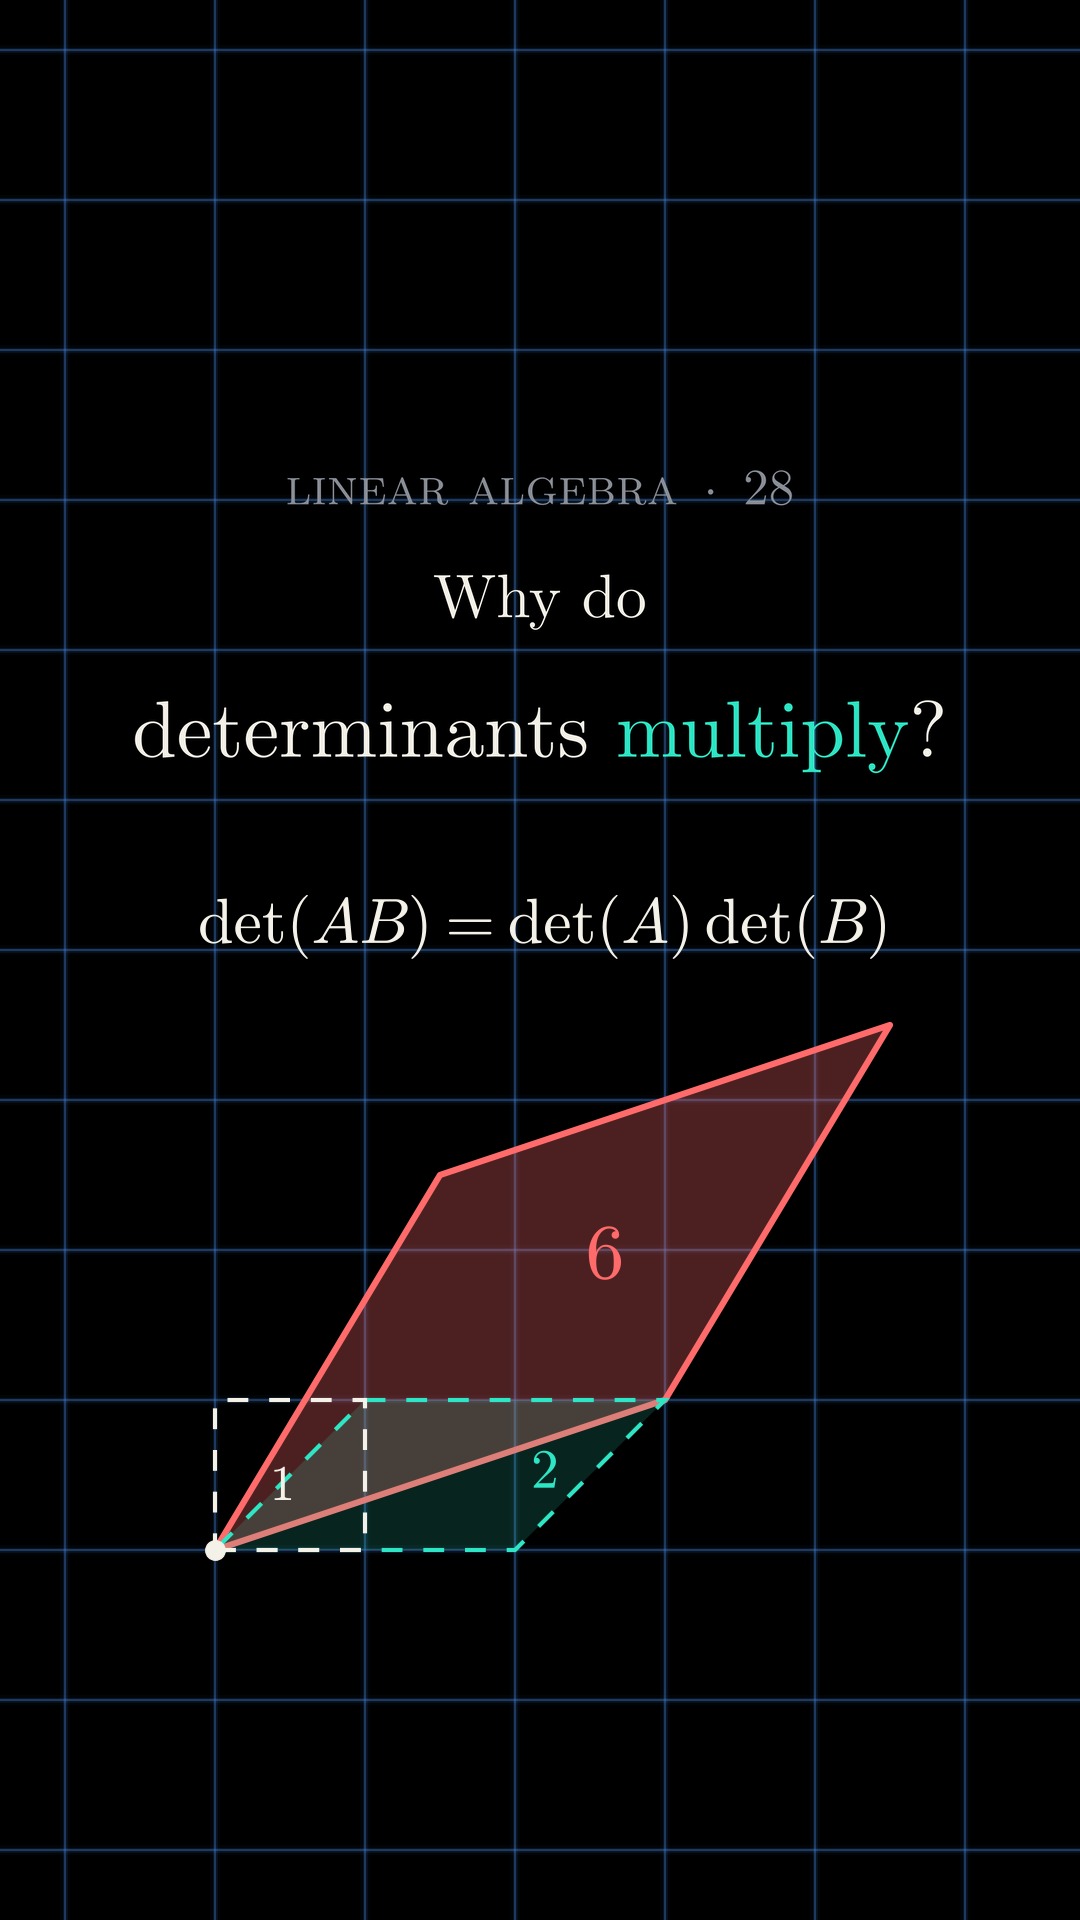 LINEAR ALGEBRA · 28
Why do
determinants multiply?
det(AB) = det(A) det(B)
6
2
1